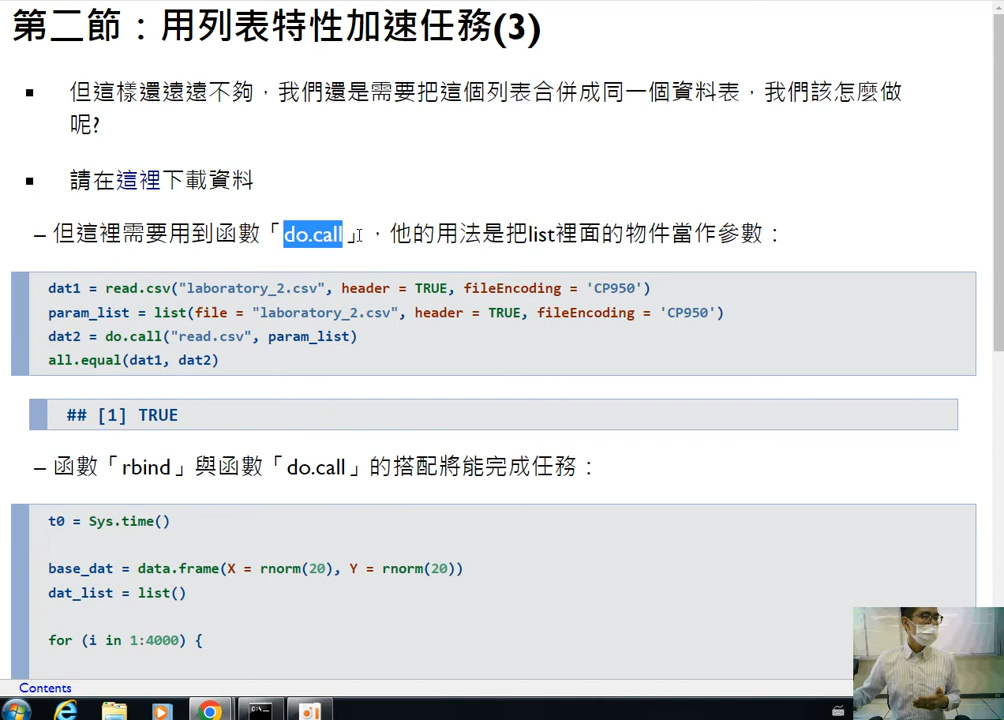 第二節：用列表特性加速任務(3)
▪ 但這樣還遠遠不夠，我們還是需要把這個列表合併成同一個資料表，我們該怎麼做
呢?
▪ 請在這裡下載資料
– 但這裡需要用到函數「do.call」，他的用法是把list裡面的物件當作參數：
dat1 = read.csv("laboratory_2.csv", header = TRUE, fileEncoding = 'CP950')
param_list = list(file = "laboratory_2.csv", header = TRUE, fileEncoding = 'CP950')
dat2 = do.call("read.csv", param_list)
all.equal(dat1, dat2)
## [1] TRUE
– 函數「rbind」與函數「do.call」的搭配將能完成任務：
t0 = Sys.time()
base_dat = data.frame(X = rnorm(20), Y = rnorm(20))
dat_list = list()
for (i in 1:4000) {
Contents